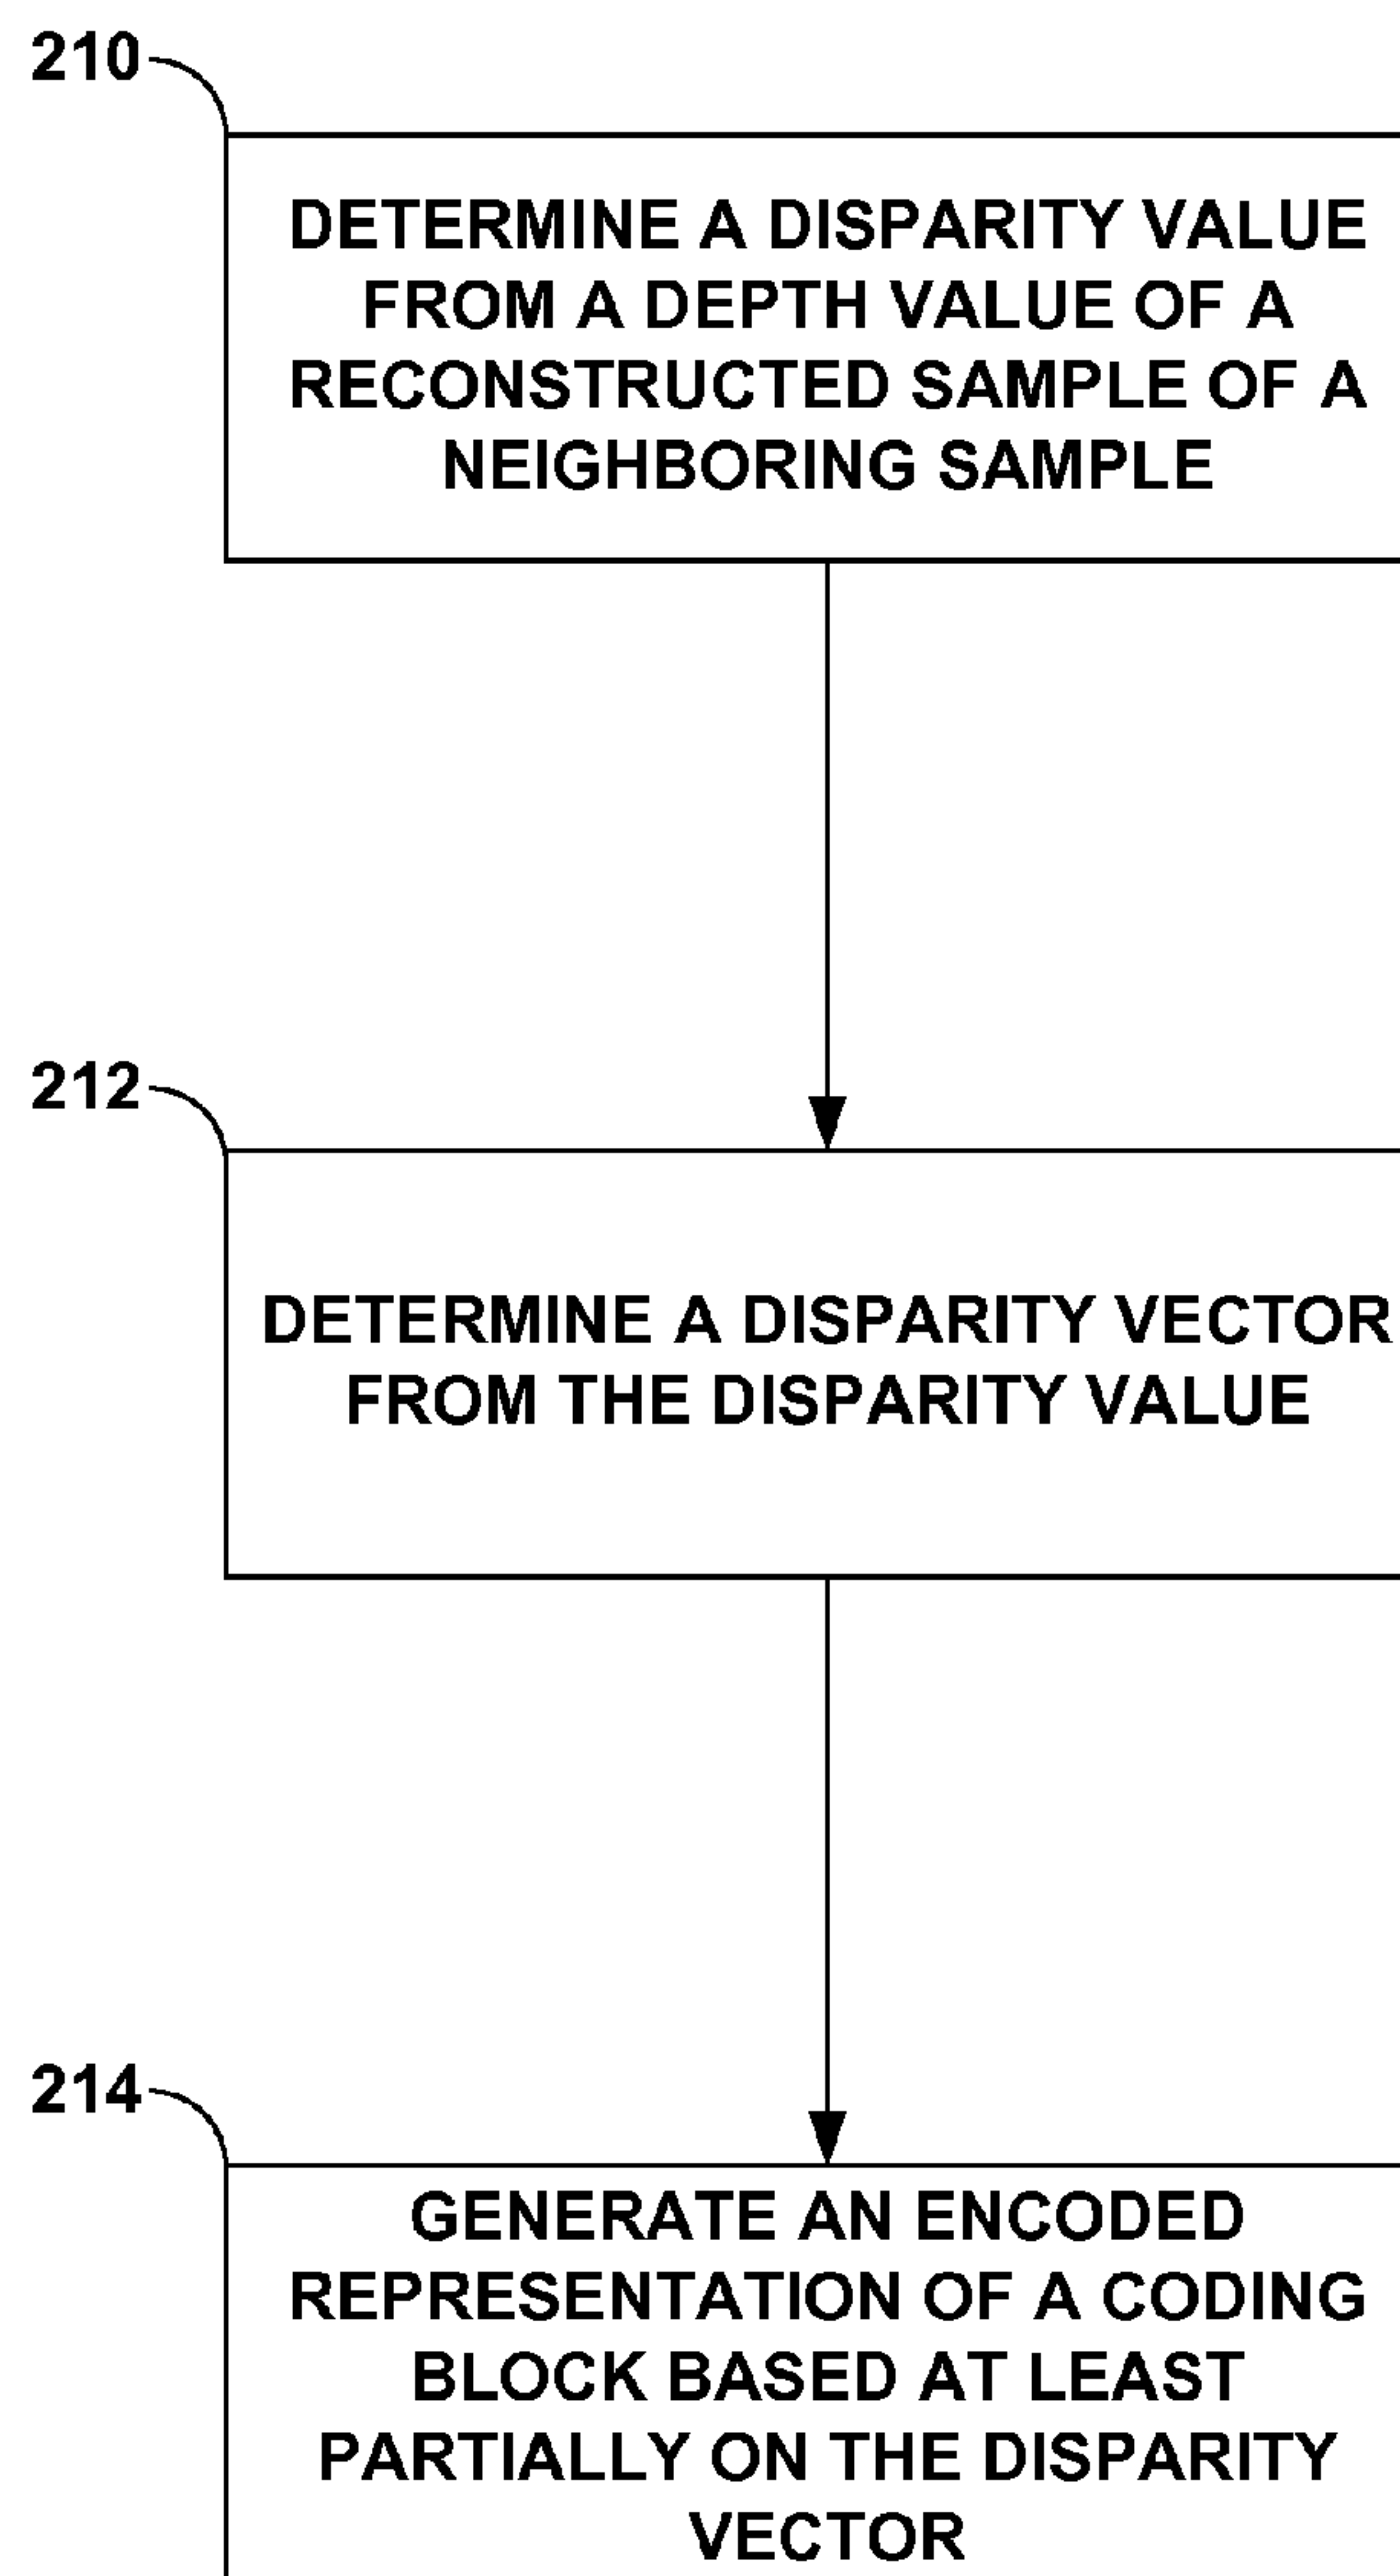 210
DETERMINE A DISPARITY VALUE
FROM A DEPTH VALUE OF A
RECONSTRUCTED SAMPLE OF A
NEIGHBORING SAMPLE
212
DETERMINE A DISPARITY VECTOR
FROM THE DISPARITY VALUE
214
GENERATE AN ENCODED
REPRESENTATION OF A CODING
BLOCK BASED AT LEAST
PARTIALLY ON THE DISPARITY
VECTOR